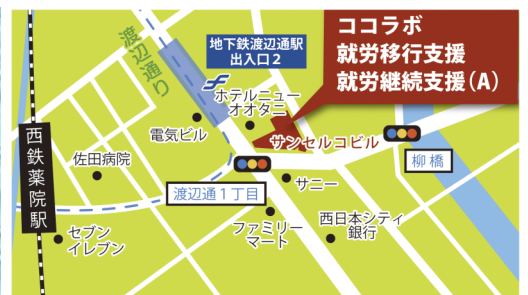 ココラボ
就労移行支援
就労継続支援(A)
地下鉄渡辺通駅
出入口2
渡辺通り
ホテルニュー
オオタニ
電気ビル
サンセルコビル
柳橋
西鉄薬院駅
佐田病院
渡辺通1丁目
サニー
セブン
イレブン
ファミリー
マート
西日本シティ
銀行